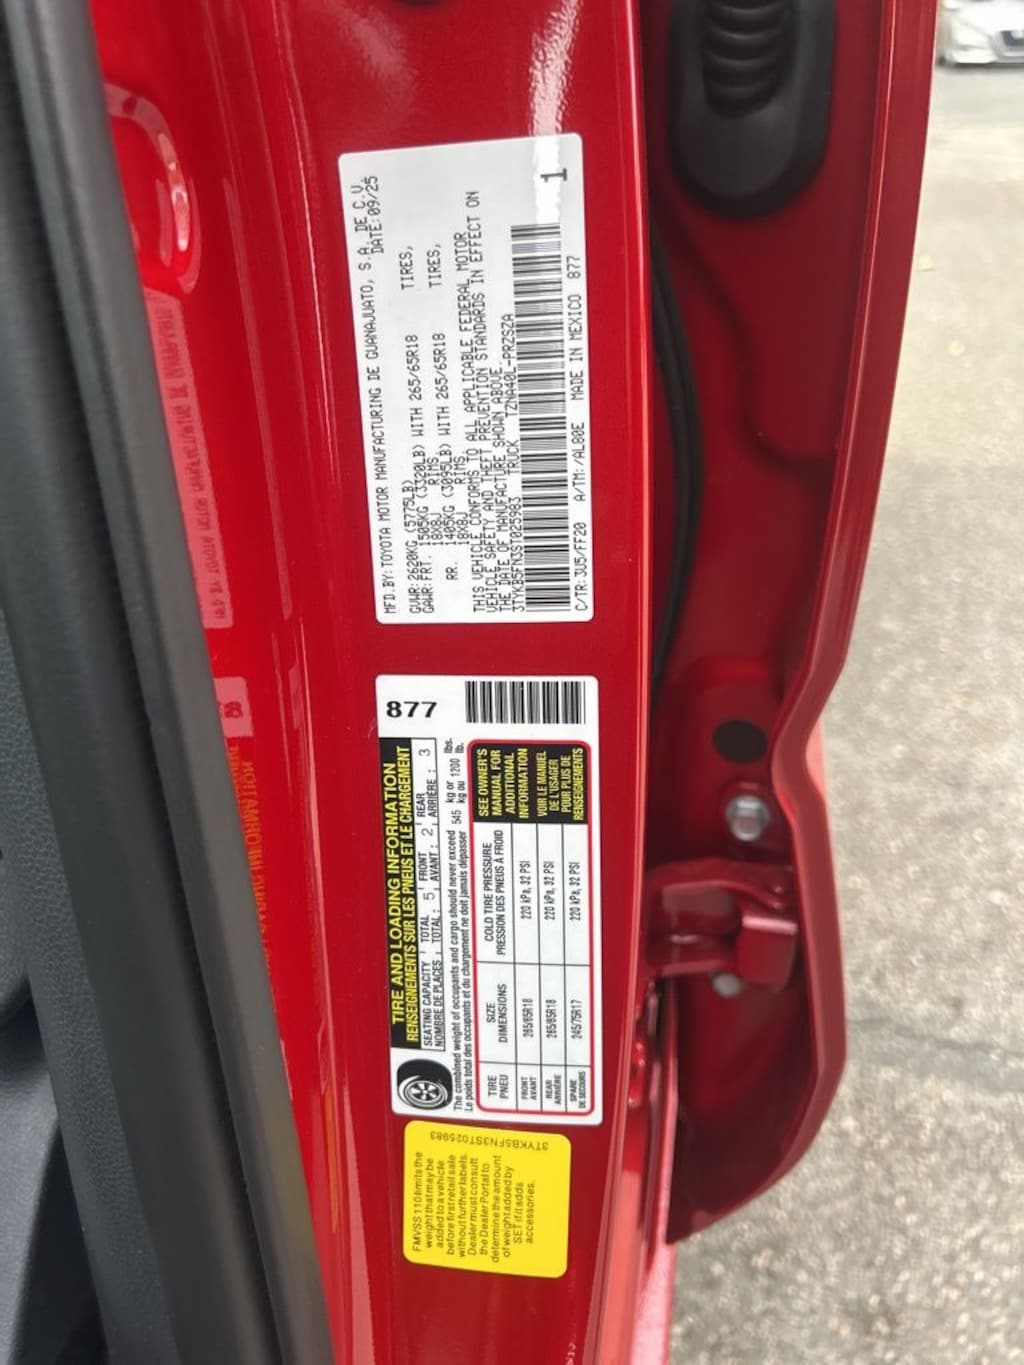 MFD.BY:TOYOTA MOTOR MANUFACTURING DE GUANAJUATO, S.A. DE C.V.
DATE:09/25
GVWR:2620KG (5775LB)
GAWR:FRT. 1505KG (3320LB) WITH 265/65R18 TIRES,
18X8J RIMS
RR. 1405KG (3095LB) WITH 265/65R18 TIRES,
18X8J RIMS
THIS VEHICLE CONFORMS TO ALL APPLICABLE FEDERAL MOTOR
VEHICLE SAFETY AND THEFT PREVENTION STANDARDS IN EFFECT ON
THE DATE OF MANUFACTURE SHOWN ABOVE.
3TYKB5FN3ST025983 TRUCK TZNA40L-PRZSZA
1
C/TR:3U5/FF20 A/TM:/AL80E MADE IN MEXICO 877
877
TIRE AND LOADING INFORMATION
RENSEIGNEMENTS SUR LES PNEUS ET LE CHARGEMENT
SEATING CAPACITY TOTAL 5 FRONT 2 REAR 3
NOMBRE DE PLACES TOTAL: AVANT: ARRIÈRE:
The combined weight of occupants and cargo should never exceed 545 kg or 1200 lbs.
Le poids total des occupants et du chargement ne doit jamais dépasser kg ou lb.
TIRE SIZE COLD TIRE PRESSURE
PNEU DIMENSIONS PRESSION DES PNEUS À FROID
FRONT AVANT 265/65R18 220 kPa, 32 PSI
REAR ARRIÈRE 265/65R18 220 kPa, 32 PSI
SPARE DE SECOURS 245/75R17 220 kPa, 32 PSI
SEE OWNER'S
MANUAL FOR
ADDITIONAL
INFORMATION
VOIR LE MANUEL
DE L'USAGER
POUR PLUS DE
RENSEIGNEMENTS
3TYKB5FN3ST025983
FMVSS 110 limits the
weight that may be
added to a vehicle
before first retail sale
without further labels.
Dealer must consult
the Dealer Portal to
determine the amount
of weight added by
SET if it adds
accessories.